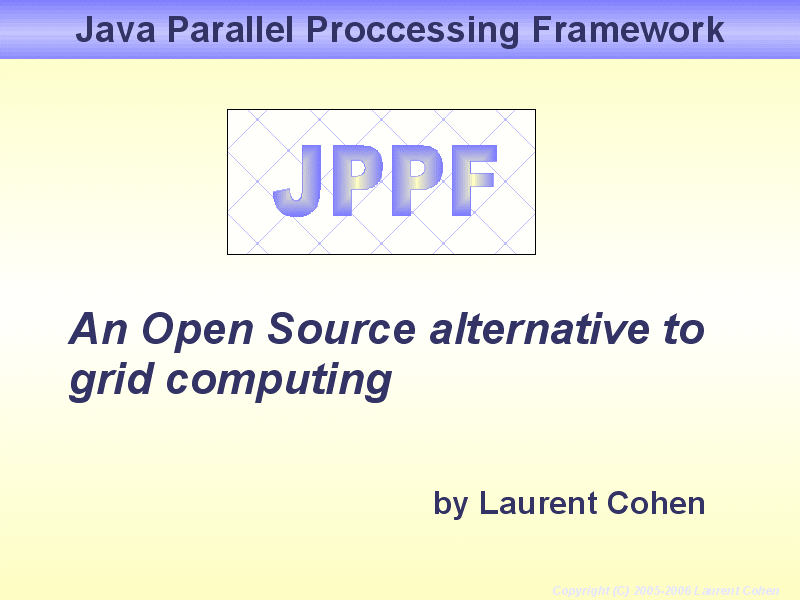 Java Parallel Proccessing Framework
JPPF
An Open Source alternative to
grid computing
by Laurent Cohen
Copyright (C) 2005-2006 Laurent Cohen